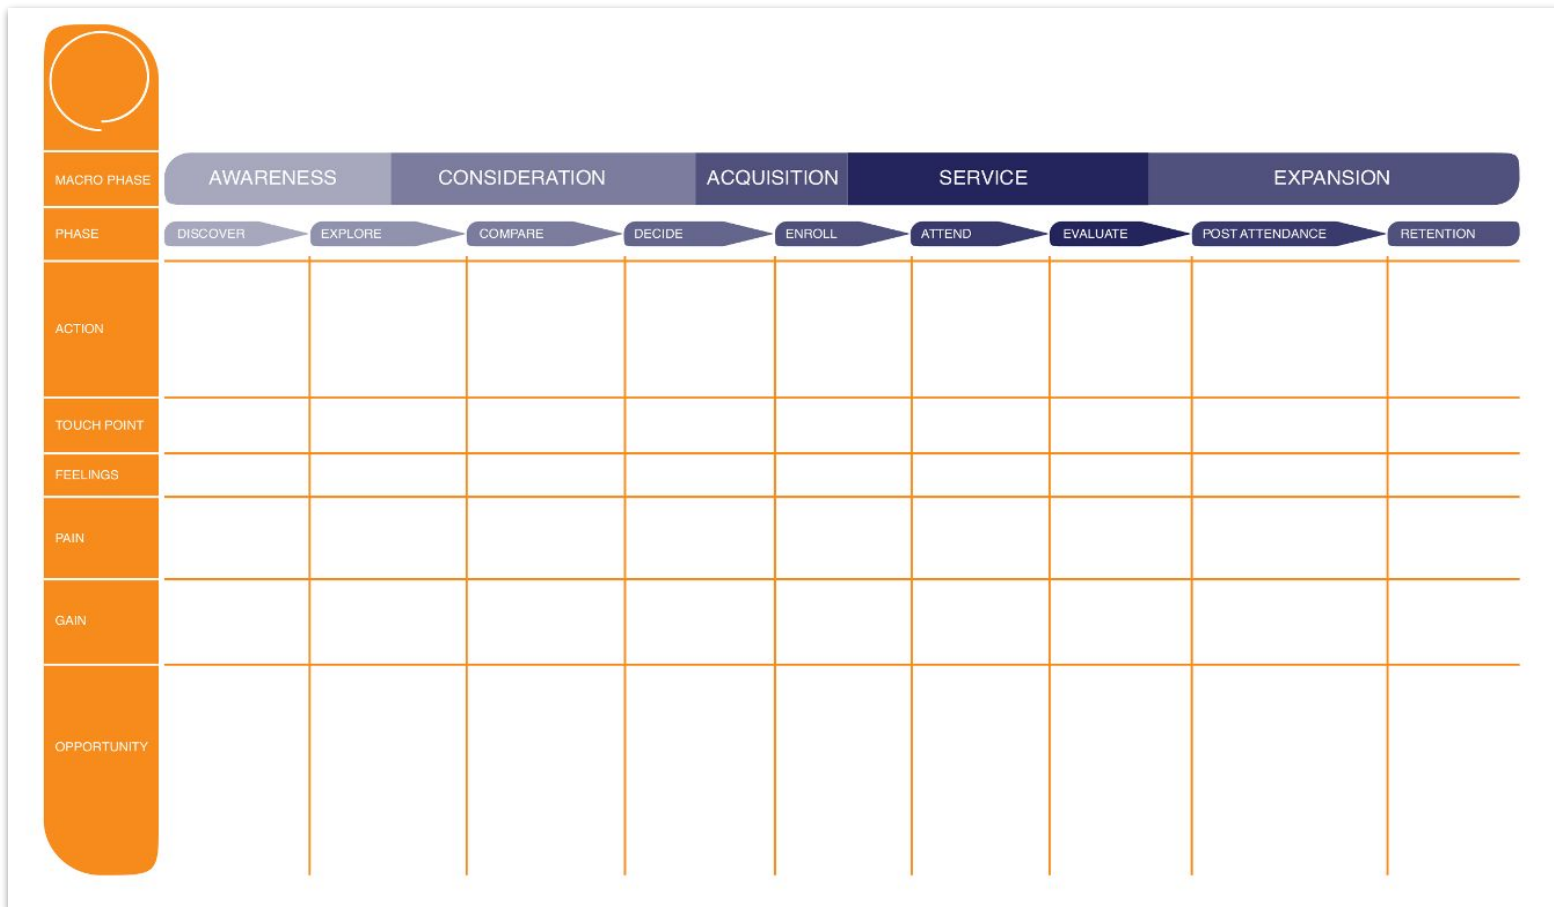 MACRO PHASE AWARENESS CONSIDERATION ACQUISITION SERVICE EXPANSION
PHASE DISCOVER EXPLORE COMPARE DECIDE ENROLL ATTEND EVALUATE POST ATTENDANCE RETENTION
ACTION
TOUCH POINT
FEELINGS
PAIN
GAIN
OPPORTUNITY